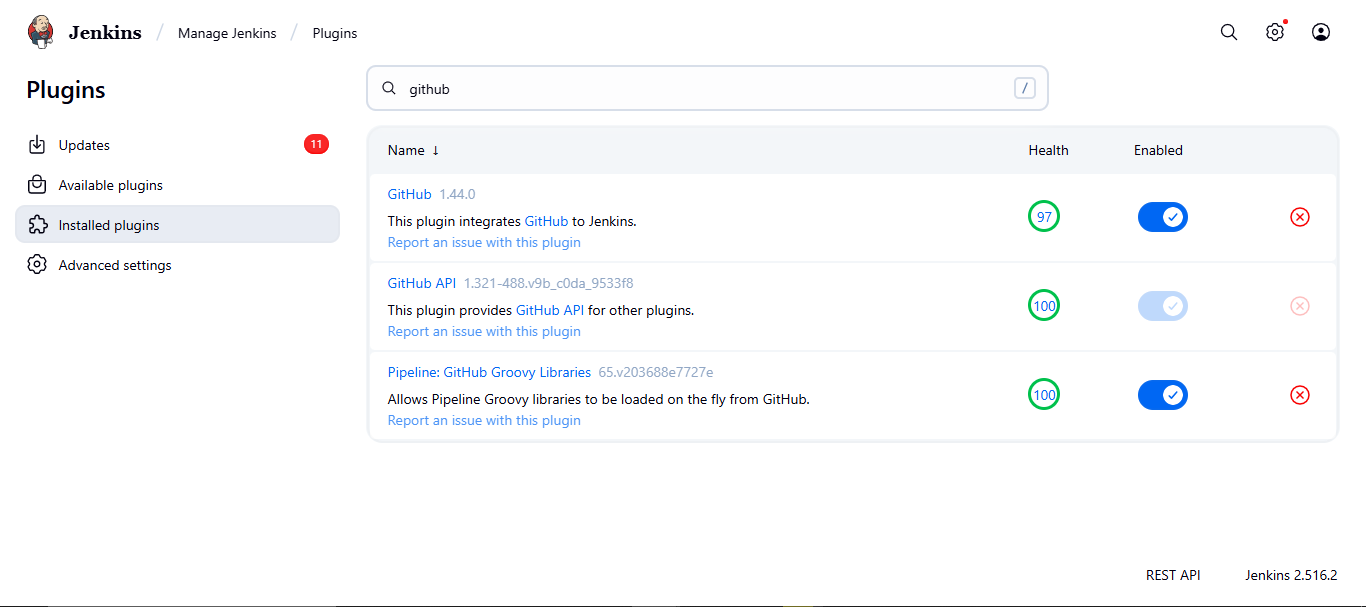 Jenkins / Manage Jenkins / Plugins
Plugins
github /
Updates 11
Available plugins
Installed plugins
Advanced settings
Name ↓ Health Enabled
GitHub 1.44.0
This plugin integrates GitHub to Jenkins.
Report an issue with this plugin
97
GitHub API 1.321-488.v9b_c0da_9533f8
This plugin provides GitHub API for other plugins.
Report an issue with this plugin
100
Pipeline: GitHub Groovy Libraries 65.v203688e7727e
Allows Pipeline Groovy libraries to be loaded on the fly from GitHub.
Report an issue with this plugin
100
REST API Jenkins 2.516.2